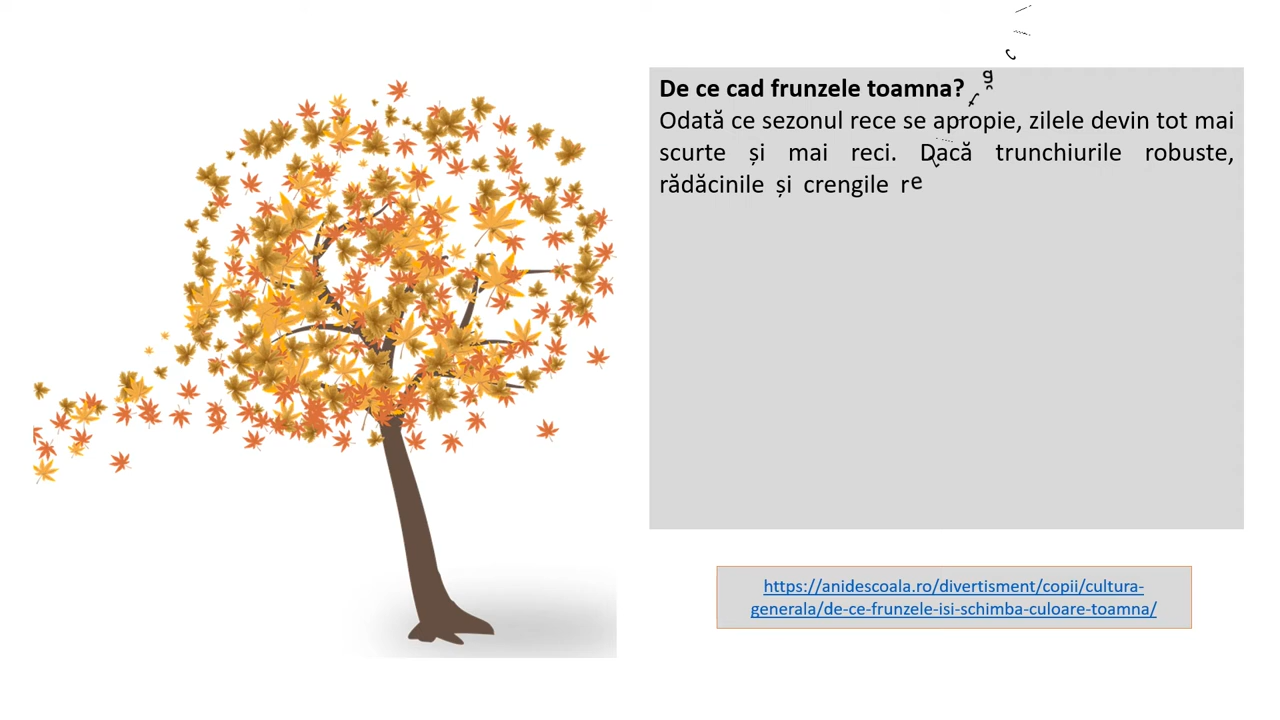 De ce cad frunzele toamna?
Odată ce sezonul rece se apropie, zilele devin tot mai
scurte și mai reci. Dacă trunchiurile robuste,
rădăcinile și crengile re
https://anidescoala.ro/divertisment/copii/cultura-
generala/de-ce-frunzele-isi-schimba-culoare-toamna/